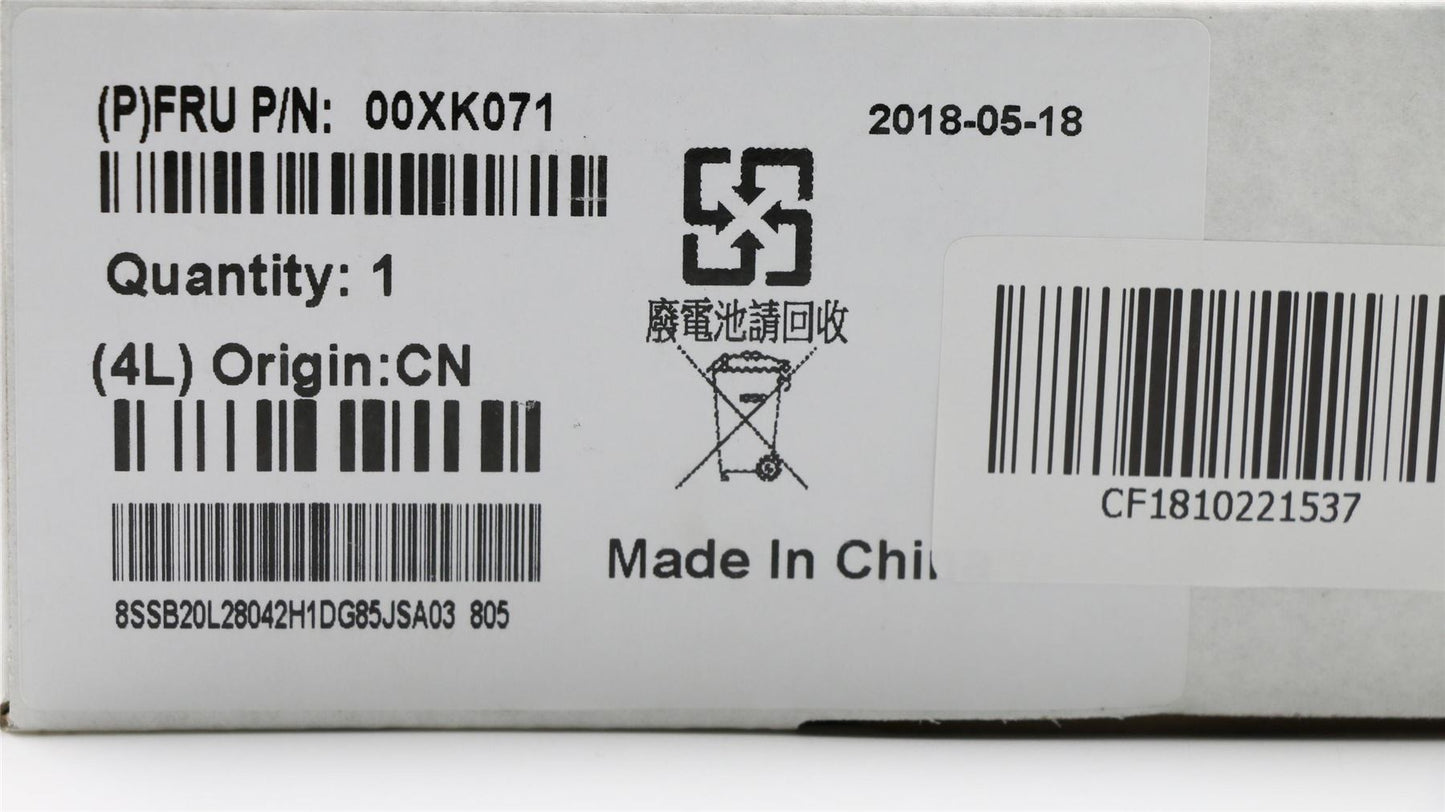 (P)FRU P/N: 00XK071
2018-05-18
Quantity: 1
廢電池請回收
(4L) Origin:CN
CF1810221537
Made In Chi
8SSB20L28042H1DG85JSA03 805